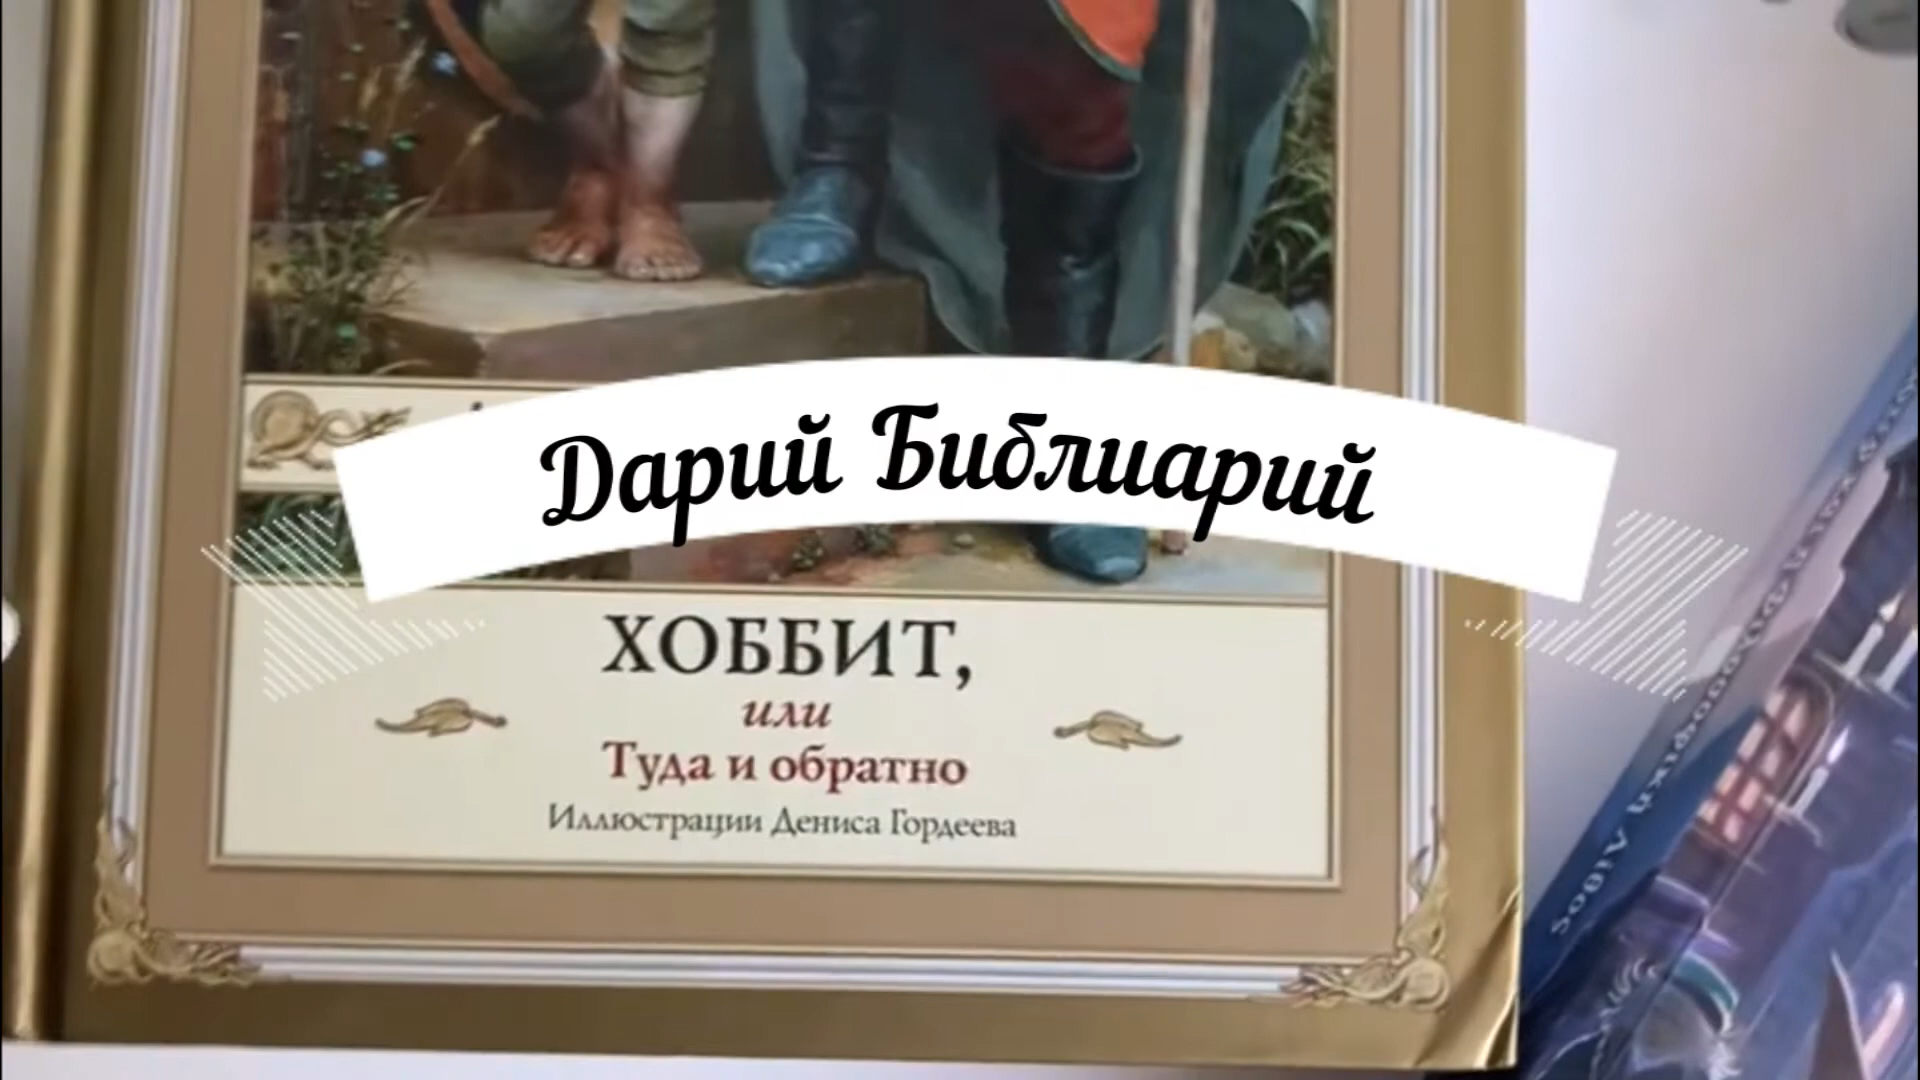 Дарий Библиарий
ХОББИТ,
или
Туда и обратно
Иллюстрации Дениса Гордеева